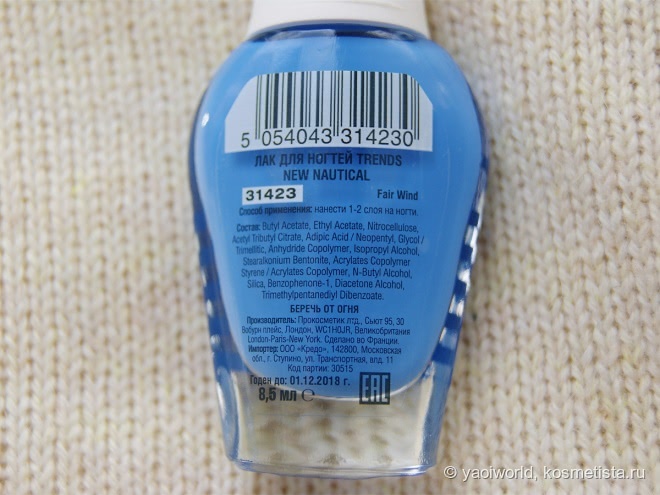 5 054043 314230
ЛАК ДЛЯ НОГТЕЙ TRENDS
NEW NAUTICAL
31423 Fair Wind
Способ применения: нанести 1-2 слоя на ногти.
Состав: Butyl Acetate, Ethyl Acetate, Nitrocellulose,
Acetyl Tributyl Citrate, Adipic Acid / Neopentyl, Glycol /
Trimellitic, Anhydride Copolymer, Isopropyl Alcohol,
Stearalkonium Bentonite, Acrylates Copolymer
Styrene / Acrylates Copolymer, N-Butyl Alcohol,
Silica, Benzophenone-1, Diacetone Alcohol,
Trimethylpentanediyl Dibenzoate.
БЕРЕЧЬ ОТ ОГНЯ
Производитель: Прокосметик лтд., Сьют 95, 30
Вобурн плейс, Лондон, WC1H0JR, Великобритания
London-Paris-New York. Сделано во Франции.
Импортер: ООО «Кредо», 142800, Московская
обл., г. Ступино, ул. Транспортная, влд. 11
Код партии: 30515
Годен до: 01.12.2018 г.
8,5 мл ℮ EAC
© yaoiworld, kosmetista.ru